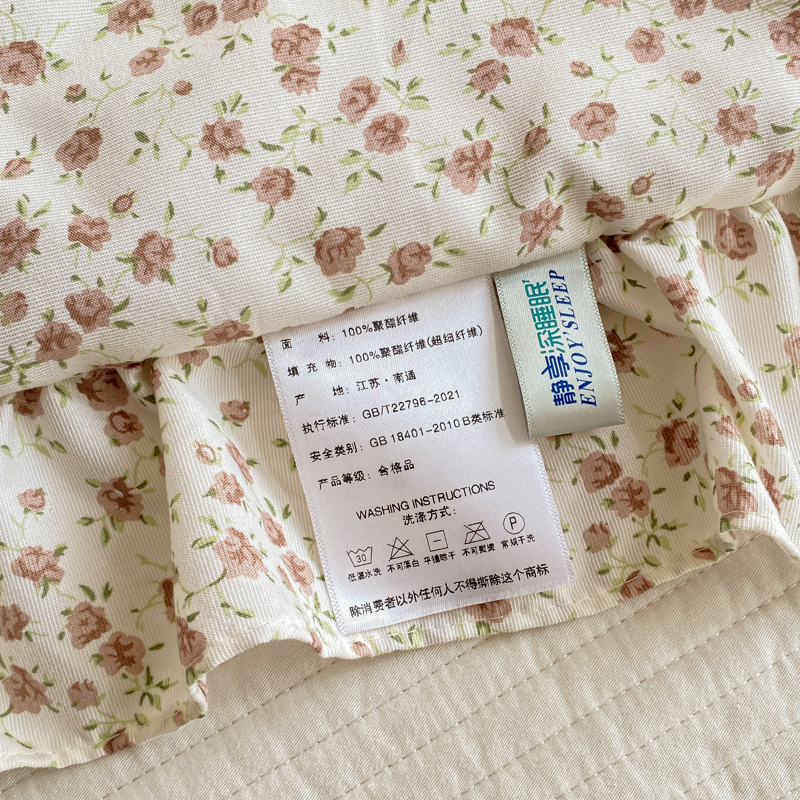 面 料: 100%聚酯纤维
填 充 物: 100%聚酯纤维(超细纤维)
产 地: 江苏·南通
执行标准: GB/T22796-2021
安全类别: GB 18401-2010 B类标准
产品等级: 合格品
WASHING INSTRUCTIONS
洗涤方式:
30
P
低温水洗 不可漂白 平铺晾干 不可熨烫 常规干洗
除消费者以外任何人不得撕除这个商标
静享深睡眠
ENJOY'SLEEP